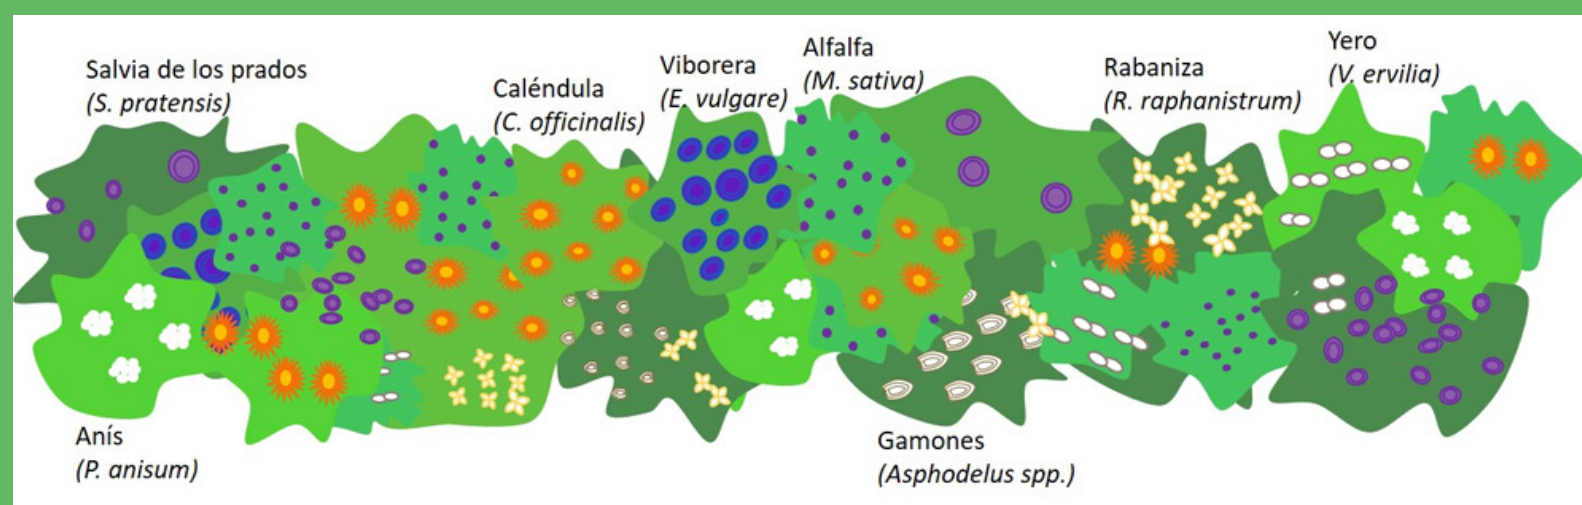 Salvia de los prados
(S. pratensis)
Caléndula
(C. officinalis)
Viborera
(E. vulgare)
Alfalfa
(M. sativa)
Rabaniza
(R. raphanistrum)
Yero
(V. ervilia)
Anís
(P. anisum)
Gamones
(Asphodelus spp.)